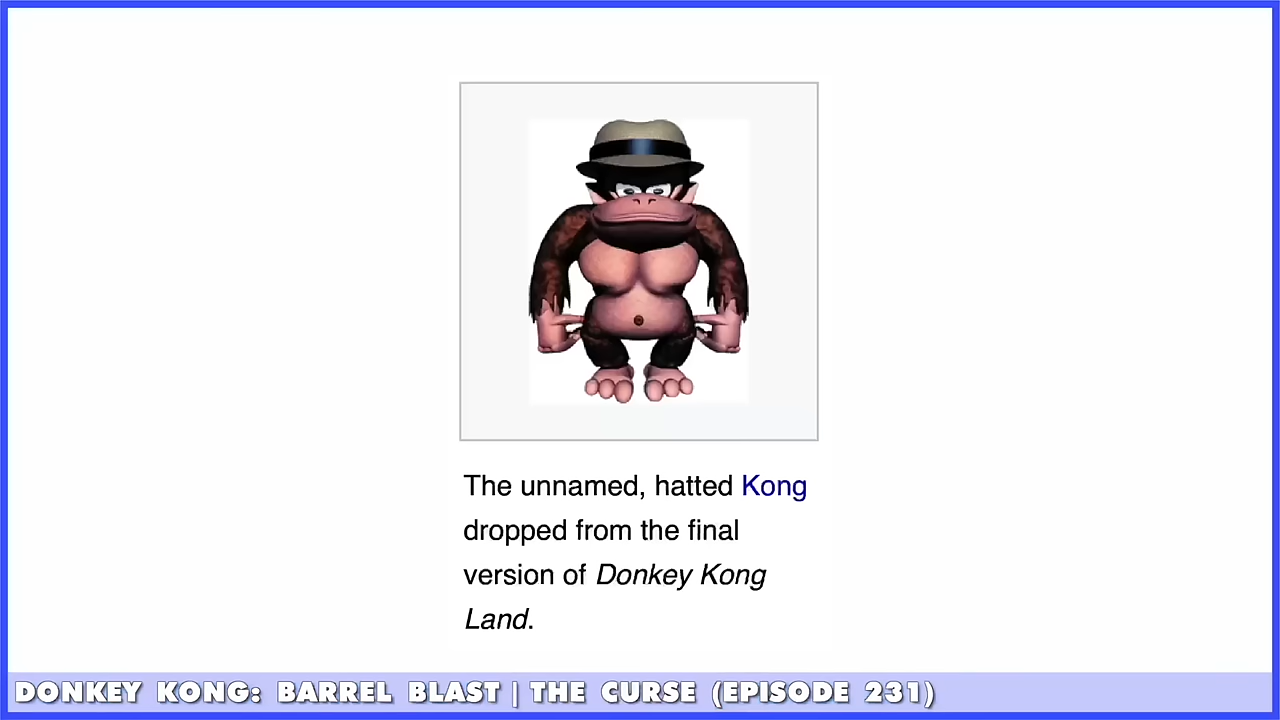 The unnamed, hatted Kong
dropped from the final
version of Donkey Kong
Land.
DONKEY KONG: BARREL BLAST | THE CURSE (EPISODE 231)